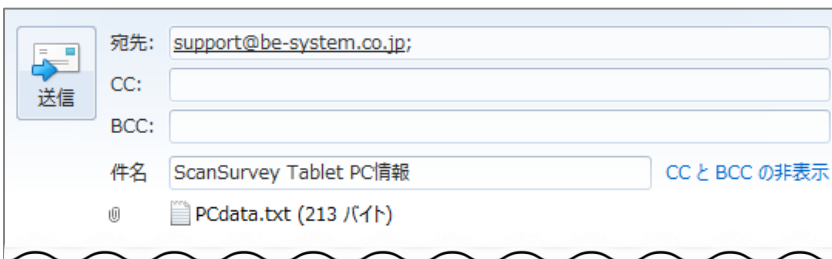 宛先: support@be-system.co.jp;
送信
CC:
BCC:
件名 ScanSurvey Tablet PC情報 CC と BCC の非表示
PCdata.txt (213 バイト)